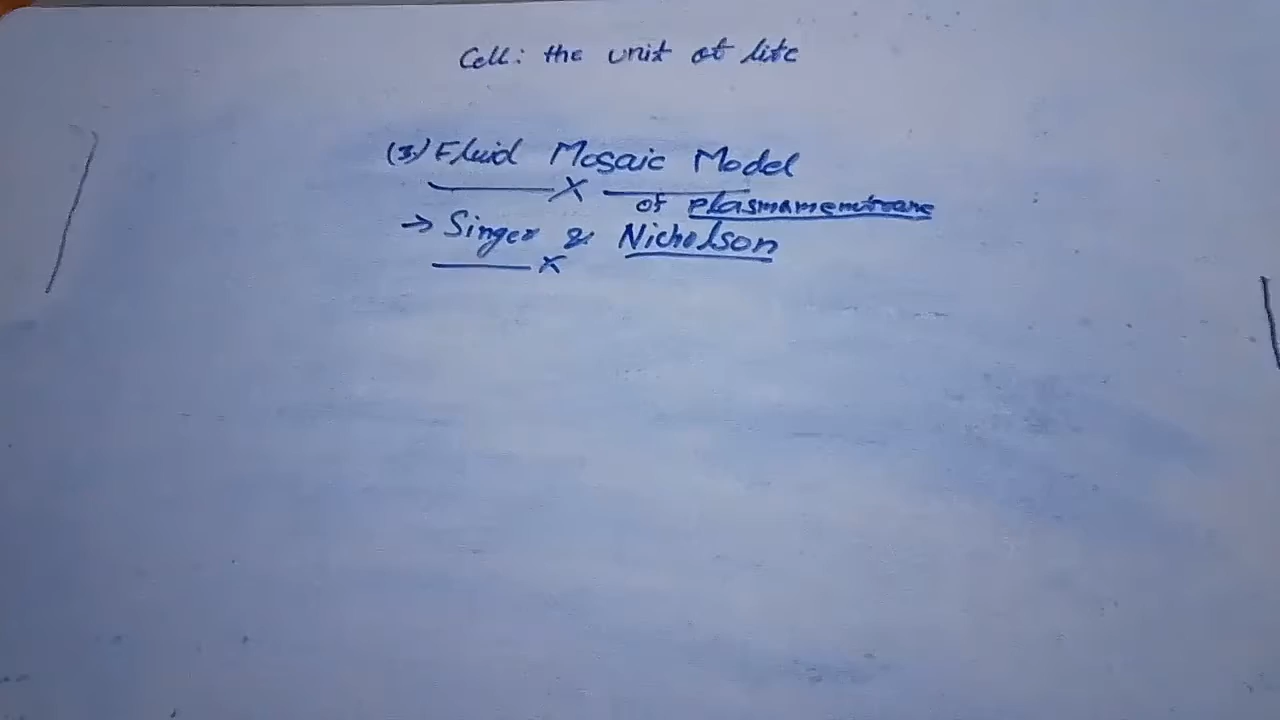 Cell: the unit of life
(3) Fluid Mosaic Model
of plasmamembrane
→ Singer & Nicholson